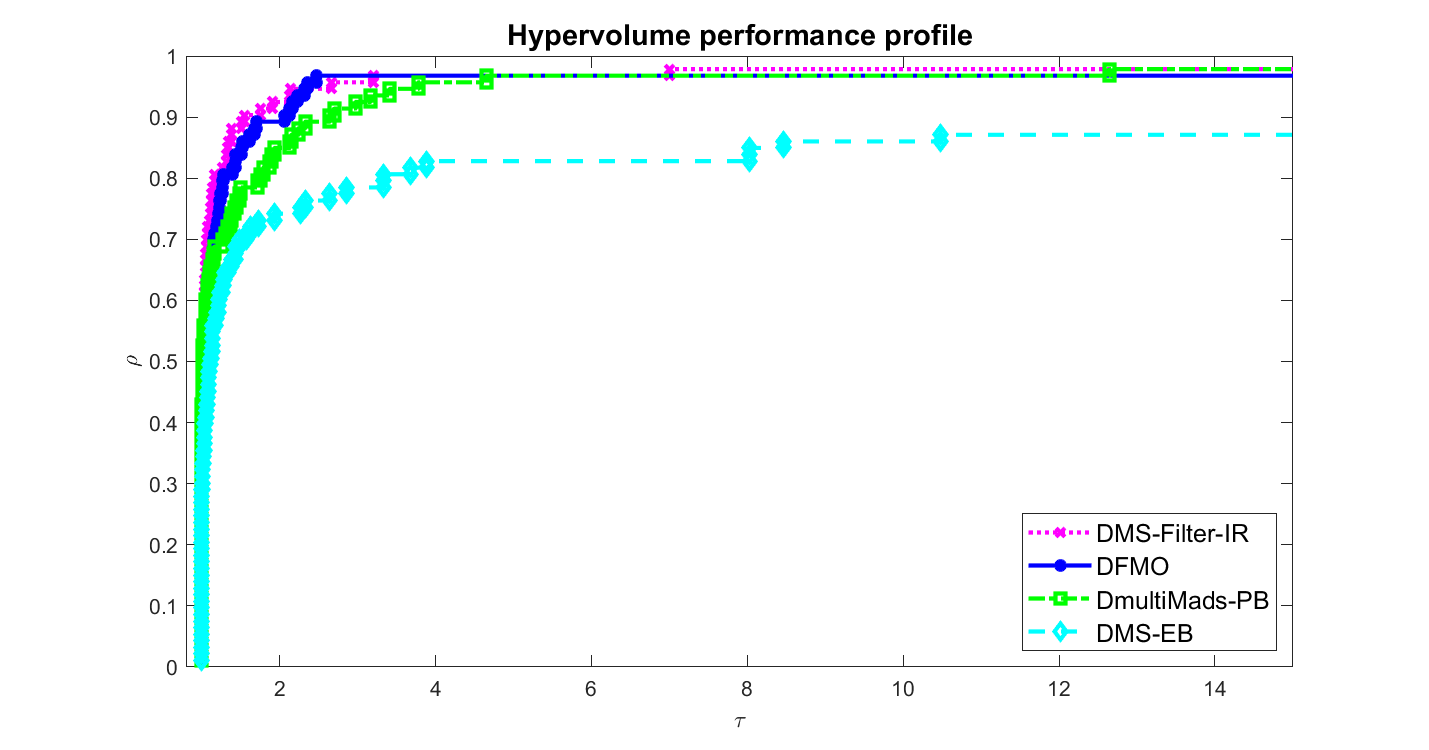 Hypervolume performance profile
1
0.9
0.8
0.7
0.6
0.5
0.4
0.3
0.2
0.1
0
ρ
2 4 6 8 10 12 14
τ
DMS-Filter-IR
DFMO
DmultiMads-PB
DMS-EB